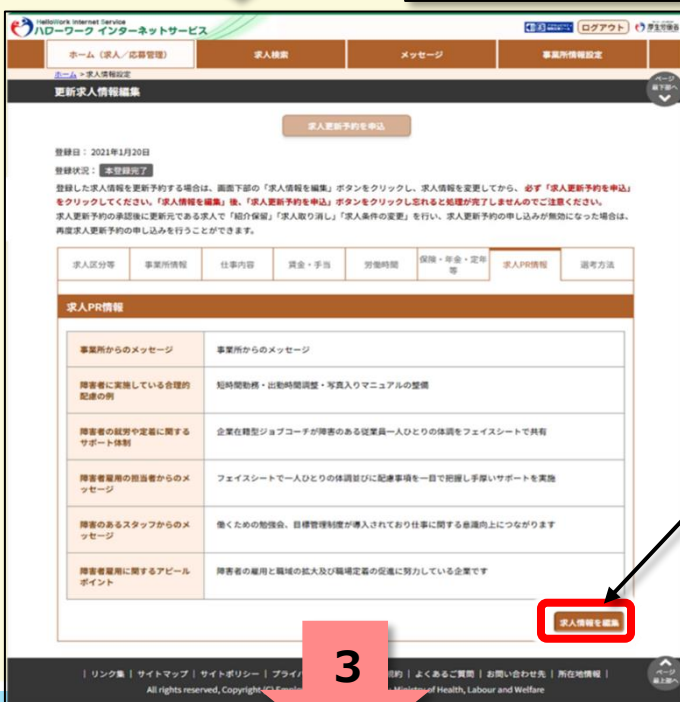 HelloWork Internet Service
ハローワーク インターネットサービス
ログアウト
ホーム（求人／応募管理）
求人検索
メッセージ
事業所情報設定
ホーム > 求人情報設定
更新求人情報編集
ページ
最下部へ
求人更新予約を申込
登録日： 2021年1月20日
登録状況： 本登録完了
登録した求人情報を更新予約する場合は、画面下部の「求人情報を編集」ボタンをクリックし、求人情報を変更してから、必ず「求人更新予約を申込」
をクリックしてください。「求人情報を編集」後、「求人更新予約を申込」ボタンをクリックし忘れると処理が完了しませんのでご注意ください。
求人更新予約の承認後に更新元である求人で「紹介保留」「求人取り消し」「求人条件の変更」を行い、求人更新予約の申し込みが無効になった場合は、
再度求人更新予約の申し込みを行うことができます。
求人区分等
事業所情報
仕事内容
賃金・手当
労働時間
保険・年金・定年
等
求人PR情報
選考方法
求人PR情報
事業所からのメッセージ
事業所からのメッセージ
障害者に実施している合理的
配慮の例
短時間勤務・出勤時間調整・写真入りマニュアルの整備
障害者の就労や定着に関する
サポート体制
企業在籍型ジョブコーチが障害のある従業員一人ひとりの体調をフェイスシートで共有
障害者雇用の担当者からのメ
ッセージ
フェイスシートで一人ひとりの体調並びに配慮事項を一目で把握し手厚いサポートを実施
障害のあるスタッフからのメ
ッセージ
働くための勉強会、目標管理制度が導入されており仕事に関する意識向上につながります
障害者雇用に関するアピール
ポイント
障害者の雇用と職域の拡大及び職場定着の促進に努力している企業です
求人情報を編集
3
| リンク集 | サイトマップ | サイトポリシー | プライバ
規約 | よくあるご質問 | お問い合わせ先 | 所在地情報 |
All rights reserved, Copyright
Ministry of Health, Labour and Welfare
ページ
最上部へ